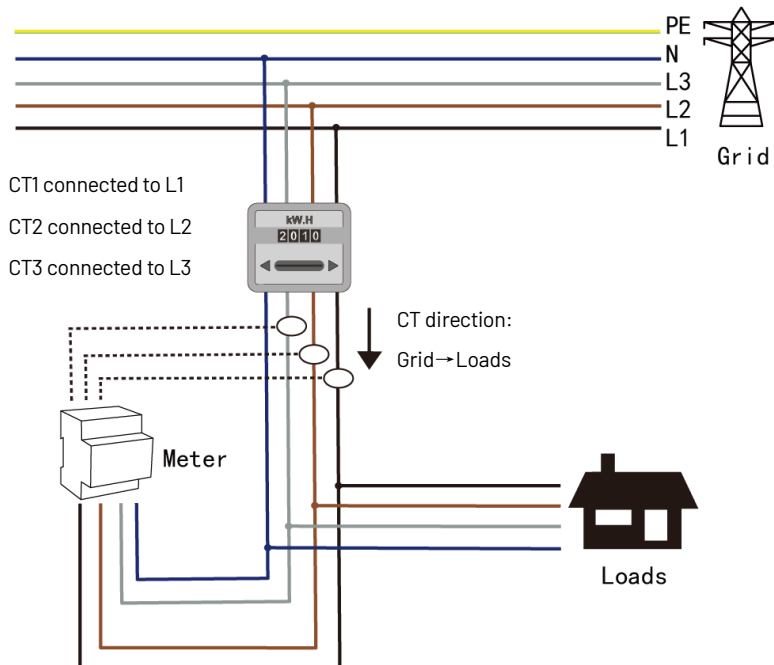 PE
N
L3
L2
L1
Grid
CT1 connected to L1
CT2 connected to L2
CT3 connected to L3
kW.H
2010
CT direction:
Grid→Loads
Meter
Loads